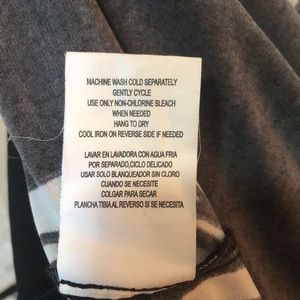 MACHINE WASH COLD SEPARATELY
GENTLY CYCLE
USE ONLY NON-CHLORINE BLEACH
WHEN NEEDED
HANG TO DRY
COOL IRON ON REVERSE SIDE IF NEEDED
LAVAR EN LAVADORA CON AGUA FRIA
POR SEPARADO,CICLO DELICADO
USAR SOLO BLANQUEADOR SIN CLORO
CUANDO SE NECESITE
COLGAR PARA SECAR
PLANCHA TIBIA AL REVERSO SI SE NECESITA